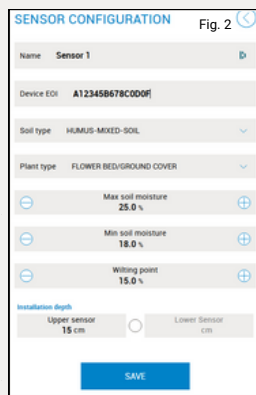 SENSOR CONFIGURATION Fig. 2
Name Sensor 1
Device EOI A12345B678C0D0F
Soil type HUMUS-MIXED-SOIL
Plant type FLOWER BED/GROUND COVER
Max soil moisture
25.0 %
Min soil moisture
18.0 %
Wilting point
15.0 %
Installation depth
Upper sensor Lower Sensor
15 cm cm
SAVE